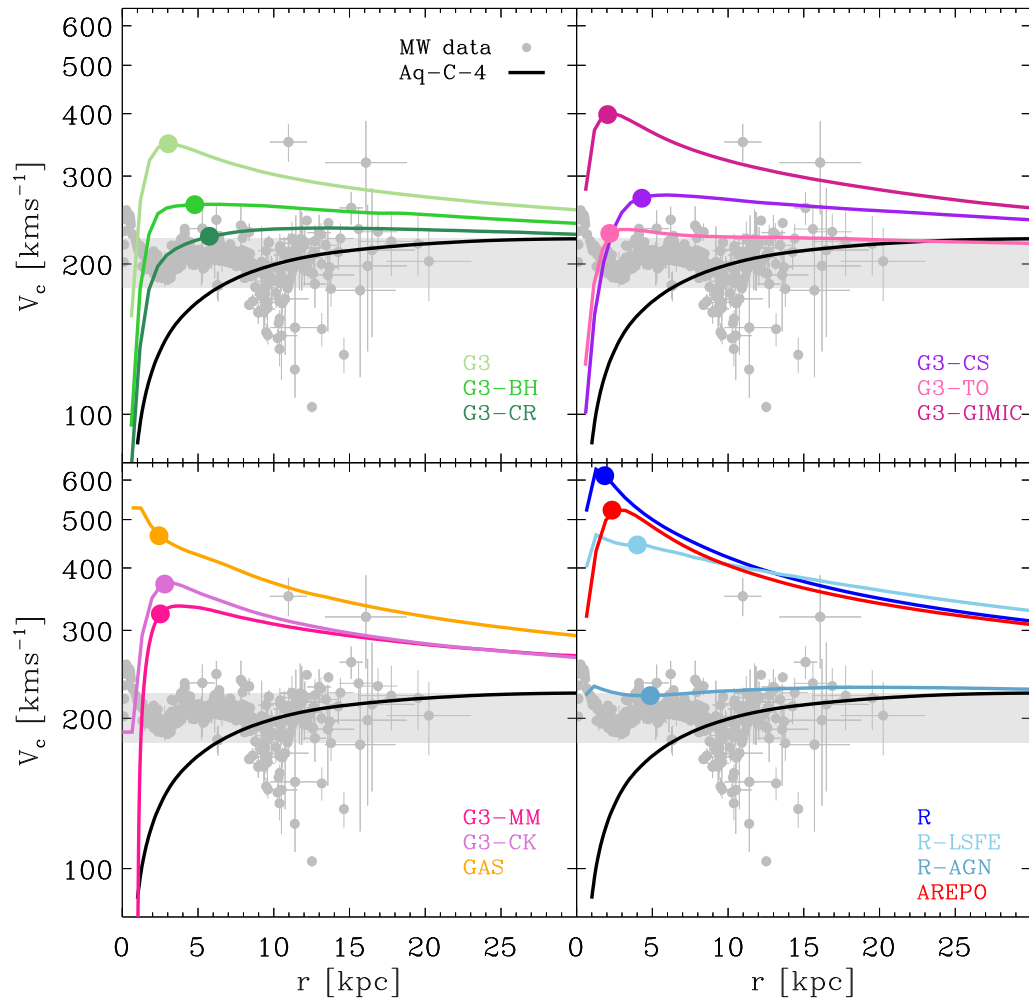 600
500
400
300
200
100
V_c [kms⁻¹]
MW data
Aq-C-4
G3
G3-BH
G3-CR
G3-CS
G3-TO
G3-GIMIC
600
500
400
300
200
100
V_c [kms⁻¹]
G3-MM
G3-CK
GAS
R
R-LSFE
R-AGN
AREPO
0 5 10 15 20 25 0 5 10 15 20 25
r [kpc] r [kpc]